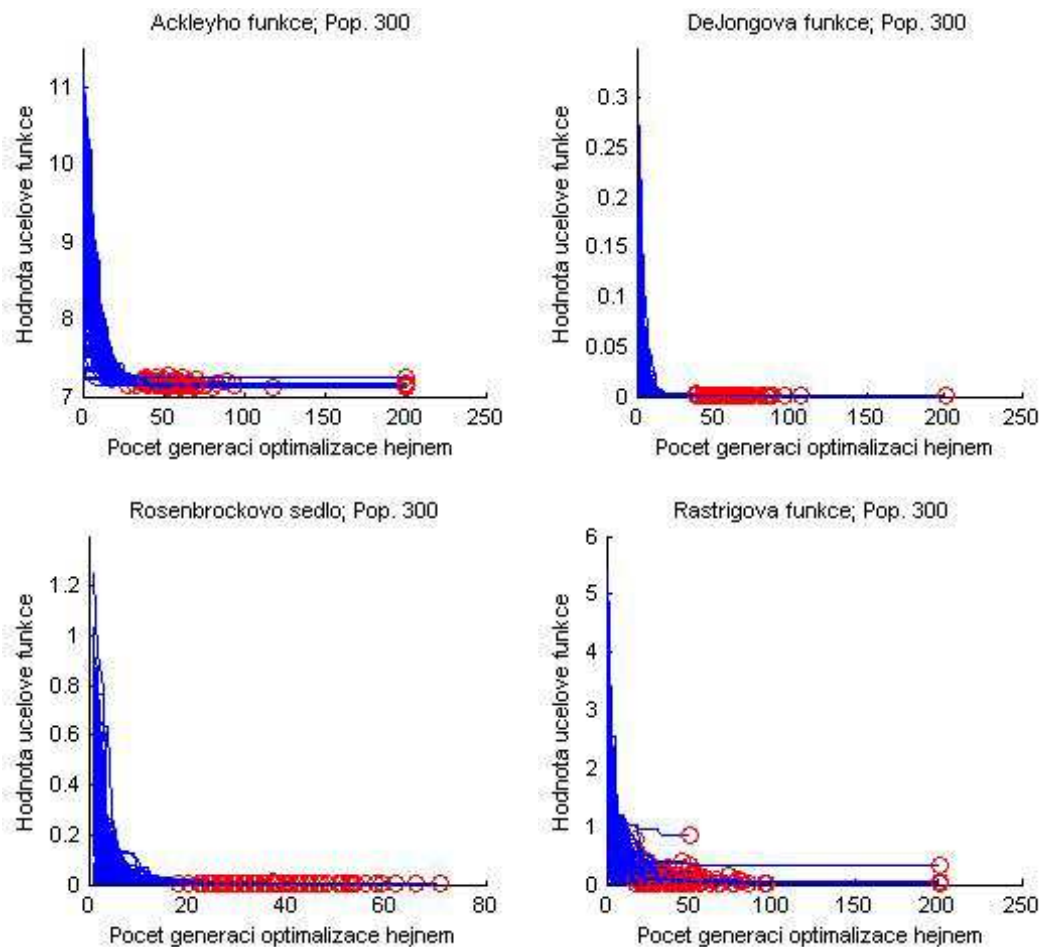 Ackleyho funkce; Pop. 300
Hodnota ucelove funkce
11
10
9
8
7
0 50 100 150 200 250
Pocet generaci optimalizace hejnem
DeJongova funkce; Pop. 300
Hodnota ucelove funkce
0.3
0.25
0.2
0.15
0.1
0.05
0
0 50 100 150 200 250
Pocet generaci optimalizaci hejnem
Rosenbrockovo sedlo; Pop. 300
Hodnota ucelove funkce
1.2
1
0.8
0.6
0.4
0.2
0
0 20 40 60 80
Pocet generaci optimalizace hejnem
Rastrigova funkce; Pop. 300
Hodnota ucelove funkce
6
5
4
3
2
1
0
0 50 100 150 200 250
Pocet generaci optimalizace hejnem